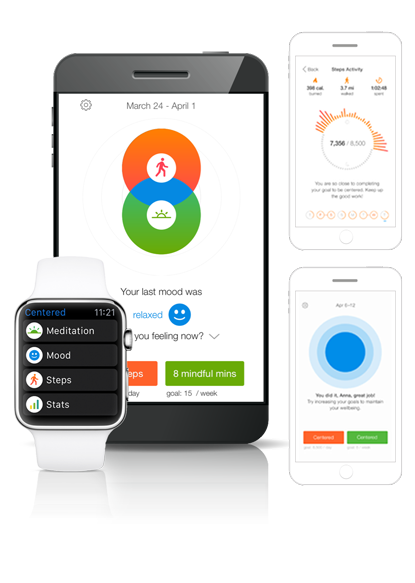 March 24 - April 1
Your last mood was
relaxed
you feeling now?
eps
8 mindful mins
day
goal: 15 / week
Centered 11:21
Meditation
Mood
Steps
Stats
Back
Steps Activity
398 cal.
3.7 mi
1:02:48
burned
walked
spent
7,356 / 8,500
You are so close to completing
your goal to be centered. Keep up
the good work!
Apr 6-12
You did it, Anna, great job!
Try increasing your goals to maintain
your wellbeing.
Centered
Centered